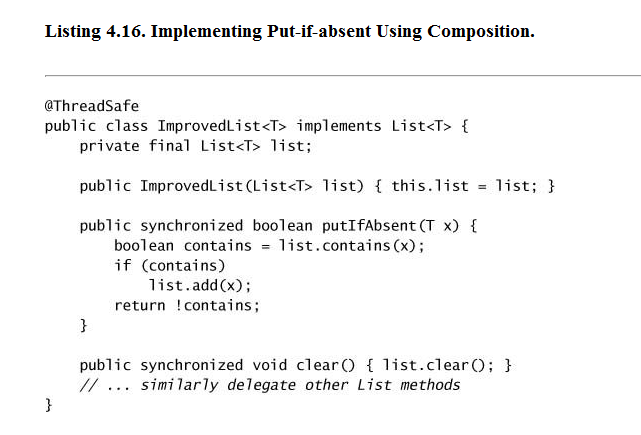 Listing 4.16. Implementing Put-if-absent Using Composition.
@ThreadSafe
public class ImprovedList<T> implements List<T> {
    private final List<T> list;
    public ImprovedList(List<T> list) { this.list = list; }
    public synchronized boolean putIfAbsent(T x) {
        boolean contains = list.contains(x);
        if (contains)
            list.add(x);
        return !contains;
    }
    public synchronized void clear() { list.clear(); }
    // ... similarly delegate other List methods
}